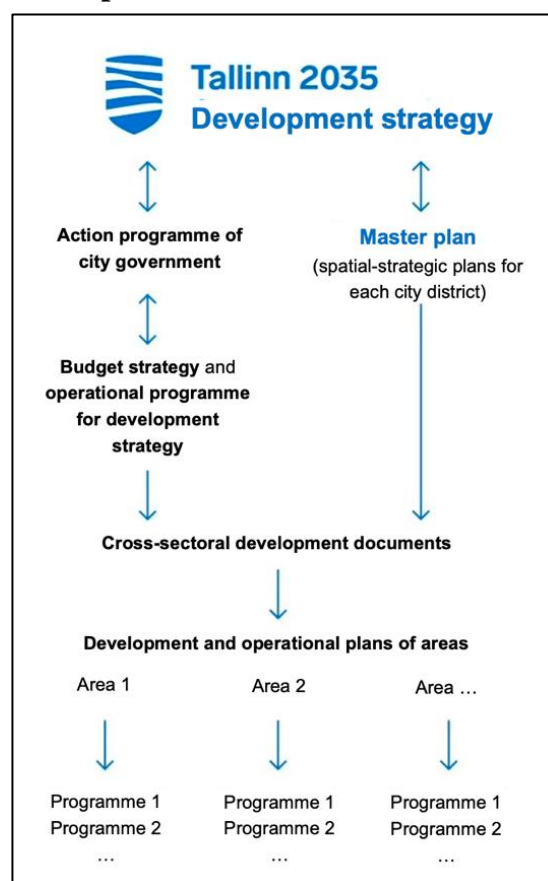 Tallinn 2035
Development strategy
Action programme of
city government
Master plan
(spatial-strategic plans for
each city district)
Budget strategy and
operational programme
for development
strategy
Cross-sectoral development documents
Development and operational plans of areas
Area 1
Area 2
Area …
Programme 1
Programme 2
…
Programme 1
Programme 2
…
Programme 1
Programme 2
…